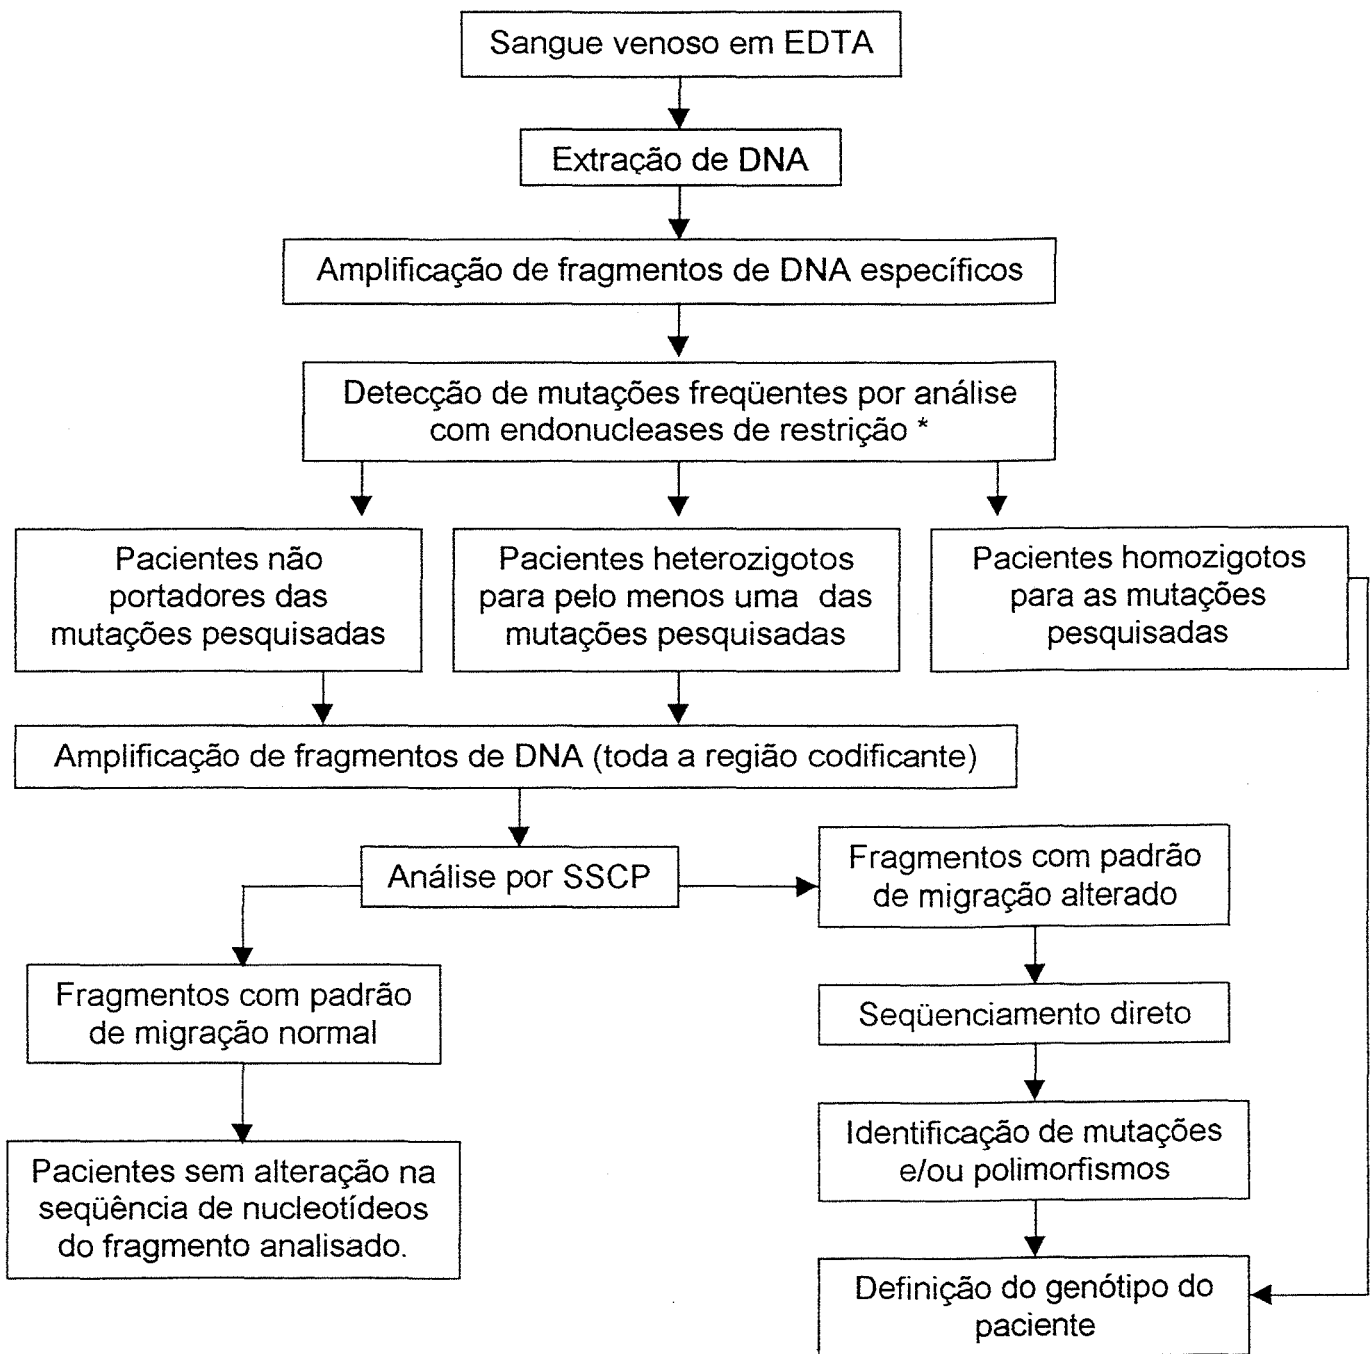 Sangue venoso em EDTA
Extração de DNA
Amplificação de fragmentos de DNA específicos
Detecção de mutações freqüentes por análise
com endonucleases de restrição *
Pacientes não
portadores das
mutações pesquisadas
Pacientes heterozigotos
para pelo menos uma das
mutações pesquisadas
Pacientes homozigotos
para as mutações
pesquisadas
Amplificação de fragmentos de DNA (toda a região codificante)
Análise por SSCP
Fragmentos com padrão
de migração alterado
Fragmentos com padrão
de migração normal
Seqüenciamento direto
Identificação de mutações
e/ou polimorfismos
Pacientes sem alteração na
seqüência de nucleotídeos
do fragmento analisado.
Definição do genótipo do
paciente